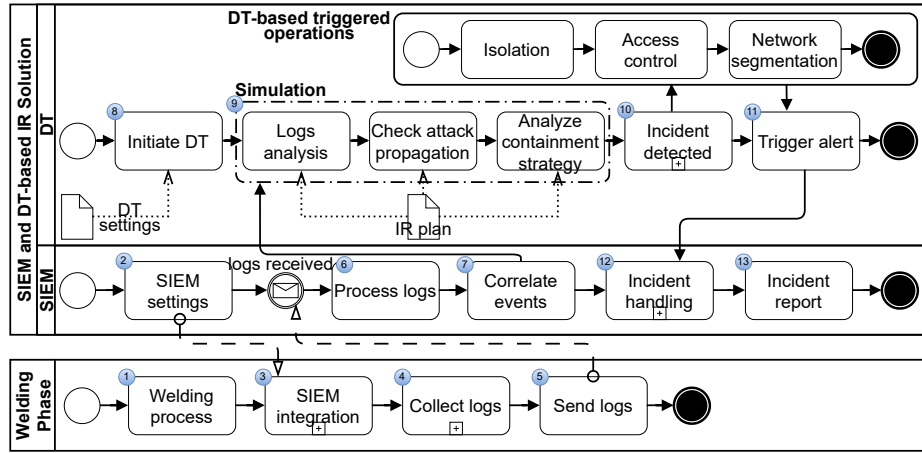 DT-based triggered
operations
Isolation
Access
control
Network
segmentation
SIEM and DT-based IR Solution
DT
Simulation
8
Initiate DT
9
Logs
analysis
Check attack
propagation
Analyze
containment
strategy
10
Incident
detected
11
Trigger alert
DT
settings
IR plan
SIEM
2
SIEM
settings
logs received
6
Process logs
7
Correlate
events
12
Incident
handling
13
Incident
report
Welding
Phase
1
Welding
process
3
SIEM
integration
4
Collect logs
5
Send logs